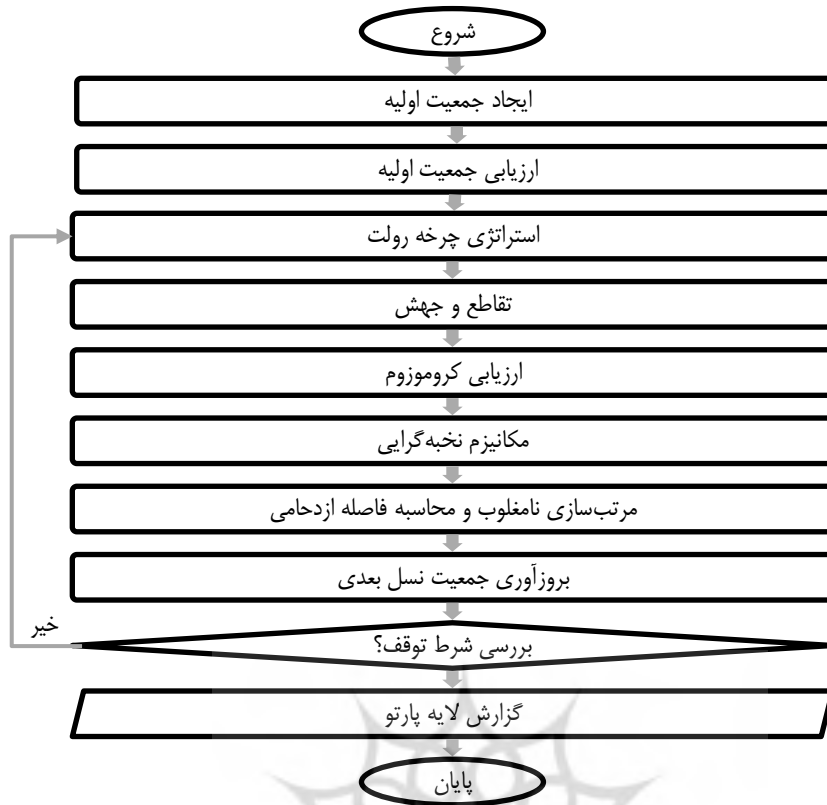 شروع
ایجاد جمعیت اولیه
ارزیابی جمعیت اولیه
استراتژی چرخه رولت
تقاطع و جهش
ارزیابی کروموزوم
مکانیزم نخبه‌گرایی
مرتب‌سازی نامغلوب و محاسبه فاصله ازدحامی
بروزآوری جمعیت نسل بعدی
خیر
بررسی شرط توقف؟
گزارش لایه پارتو
پایان